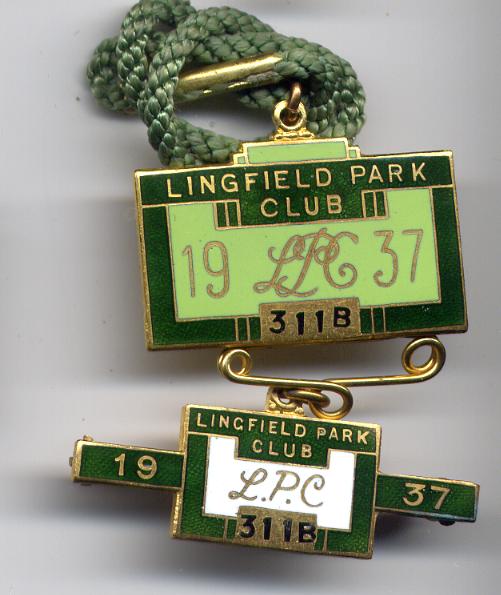 LINGFIELD PARK
CLUB
19 LPC 37
311B
LINGFIELD PARK
CLUB
19 L.P.C 37
311B